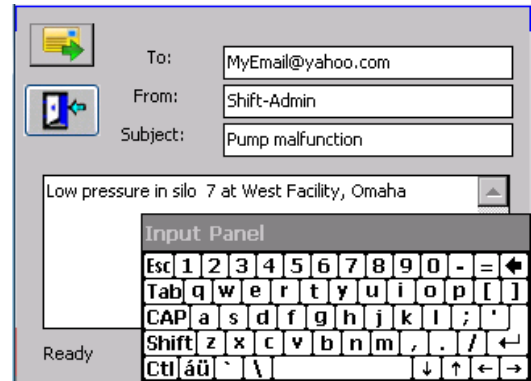 To: MyEmail@yahoo.com
From: Shift-Admin
Subject: Pump malfunction
Low pressure in silo 7 at West Facility, Omaha
Input Panel
Esc 1 2 3 4 5 6 7 8 9 0 - =
Tab q w e r t y u i o p [ ]
CAP a s d f g h j k l ; '
Shift z x c v b n m , . / ↵
Ctl áü ` \ ↓ ↑ ← →
Ready